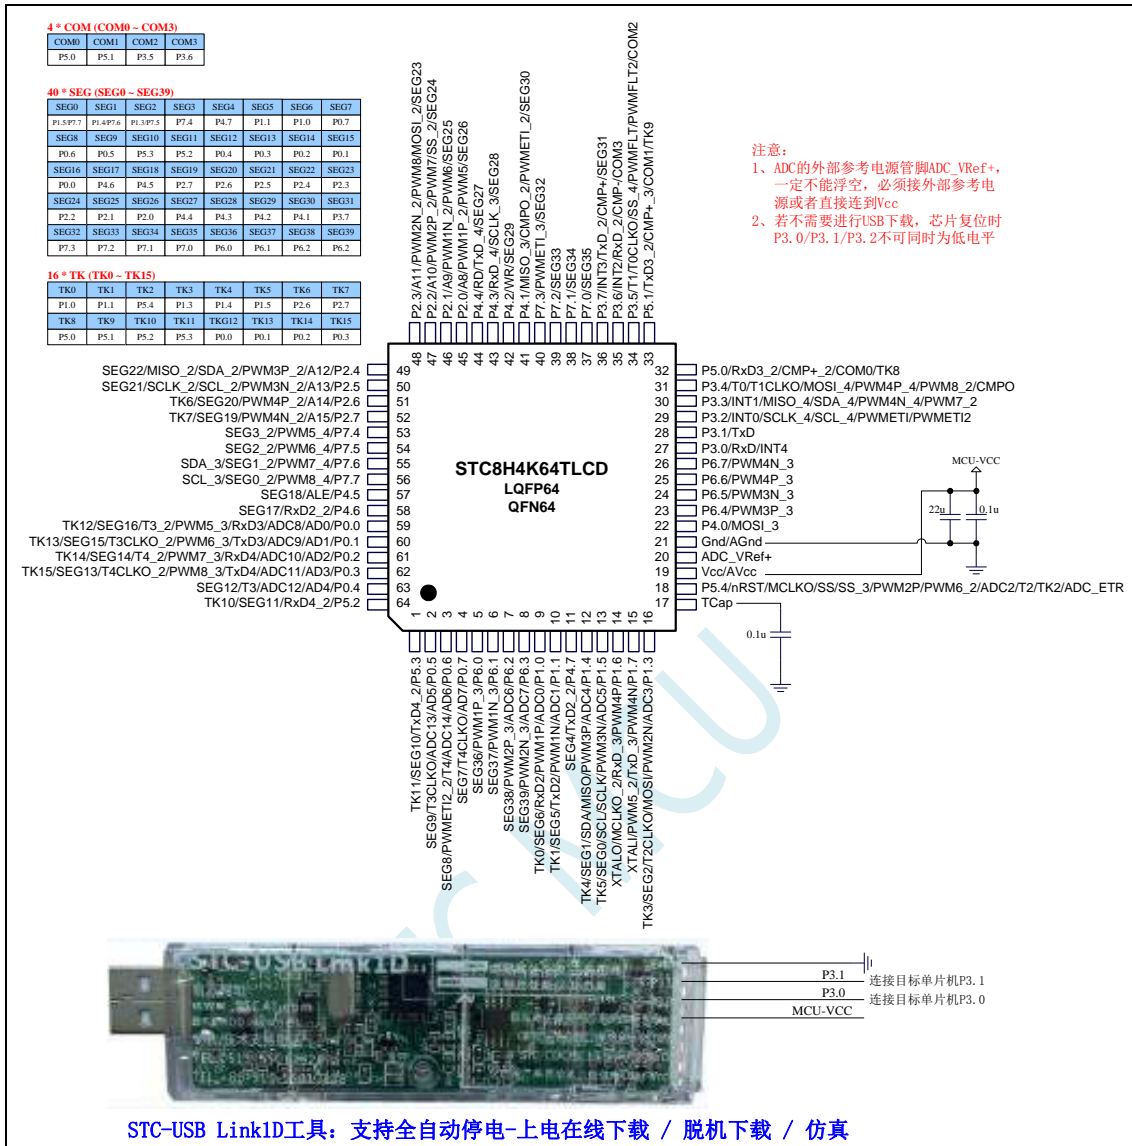 4 * COM (COM0 ~ COM3)
COM0 COM1 COM2 COM3
P5.0 P5.1 P3.5 P3.6
40 * SEG (SEG0 ~ SEG39)
SEG0 SEG1 SEG2 SEG3 SEG4 SEG5 SEG6 SEG7
P1.5/P7.7 P1.4/P7.6 P1.3/P7.5 P7.4 P4.7 P1.1 P1.0 P0.7
SEG8 SEG9 SEG10 SEG11 SEG12 SEG13 SEG14 SEG15
P0.6 P0.5 P5.3 P5.2 P0.4 P0.3 P0.2 P0.1
SEG16 SEG17 SEG18 SEG19 SEG20 SEG21 SEG22 SEG23
P0.0 P4.6 P4.5 P2.7 P2.6 P2.5 P2.4 P2.3
SEG24 SEG25 SEG26 SEG27 SEG28 SEG29 SEG30 SEG31
P2.2 P2.1 P2.0 P4.4 P4.3 P4.2 P4.1 P3.7
SEG32 SEG33 SEG34 SEG35 SEG36 SEG37 SEG38 SEG39
P7.3 P7.2 P7.1 P7.0 P6.0 P6.1 P6.2 P6.2
16 * TK (TK0 ~ TK15)
TK0 TK1 TK2 TK3 TK4 TK5 TK6 TK7
P1.0 P1.1 P5.4 P1.3 P1.4 P1.5 P2.6 P2.7
TK8 TK9 TK10 TK11 TKG12 TK13 TK14 TK15
P5.0 P5.1 P5.2 P5.3 P0.0 P0.1 P0.2 P0.3
注意:
1、ADC的外部参考电源管脚ADC_VRef+,
一定不能浮空，必须接外部参考电
源或者直接连到Vcc
2、若不需要进行USB下载，芯片复位时
P3.0/P3.1/P3.2不可同时为低电平
P2.3/A11/PWM2N_2/PWM8/MOSI_2/SEG23
P2.2/A10/PWM2P_2/PWM7/SS_2/SEG24
P2.1/A9/PWM1N_2/PWM6/SEG25
P2.0/A8/PWM1P_2/PWM5/SEG26
P4.4/RD/TxD_4/SEG27
P4.3/RxD_4/SCLK_3/SEG28
P4.2/WR/SEG29
P4.1/MISO_3/CMPO_2/PWMETI_2/SEG30
P7.3/PWMETI_3/SEG32
P7.2/SEG33
P7.1/SEG34
P7.0/SEG35
P3.7/INT3/TxD_2/CMP+/SEG31
P3.6/INT2/RxD_2/CMP-/COM3
P3.5/T1/T0CLKO/SS_4/PWMFLT/PWMFLT2/COM2
P5.1/TxD3_2/CMP+_3/COM1/TK9
48 47 46 45 44 43 42 41 40 39 38 37 36 35 34 33
SEG22/MISO_2/SDA_2/PWM3P_2/A12/P2.4 49
SEG21/SCLK_2/SCL_2/PWM3N_2/A13/P2.5 50
TK6/SEG20/PWM4P_2/A14/P2.6 51
TK7/SEG19/PWM4N_2/A15/P2.7 52
SEG3_2/PWM5_4/P7.4 53
SEG2_2/PWM6_4/P7.5 54
SDA_3/SEG1_2/PWM7_4/P7.6 55
SCL_3/SEG0_2/PWM8_4/P7.7 56
SEG18/ALE/P4.5 57
SEG17/RxD2_2/P4.6 58
TK12/SEG16/T3_2/PWM5_3/RxD3/ADC8/AD0/P0.0 59
TK13/SEG15/T3CLKO_2/PWM6_3/TxD3/ADC9/AD1/P0.1 60
TK14/SEG14/T4_2/PWM7_3/RxD4/ADC10/AD2/P0.2 61
TK15/SEG13/T4CLKO_2/PWM8_3/TxD4/ADC11/AD3/P0.3 62
SEG12/T3/ADC12/AD4/P0.4 63
TK10/SEG11/RxD4_2/P5.2 64
STC8H4K64TLCD
LQFP64
QFN64
32 P5.0/RxD3_2/CMP+_2/COM0/TK8
31 P3.4/T0/T1CLKO/MOSI_4/PWM4P_4/PWM8_2/CMPO
30 P3.3/INT1/MISO_4/SDA_4/PWM4N_4/PWM7_2
29 P3.2/INT0/SCLK_4/SCL_4/PWMETI/PWMETI2
28 P3.1/TxD
27 P3.0/RxD/INT4
26 P6.7/PWM4N_3
25 P6.6/PWM4P_3
24 P6.5/PWM3N_3
23 P6.4/PWM3P_3
22 P4.0/MOSI_3
21 Gnd/AGnd
20 ADC_VRef+
19 Vcc/AVcc
18 P5.4/nRST/MCLKO/SS/SS_3/PWM2P/PWM6_2/ADC2/T2/TK2/ADC_ETR
17 TCap
MCU-VCC
22u 0.1u
0.1u
1 2 3 4 5 6 7 8 9 10 11 12 13 14 15 16
TK11/SEG10/TxD4_2/P5.3
SEG9/T3CLKO/ADC13/AD5/P0.5
SEG8/PWMETI2_2/T4/ADC14/AD6/P0.6
SEG7/T4CLKO/AD7/P0.7
SEG36/PWM1P_3/P6.0
SEG37/PWM1N_3/P6.1
SEG38/PWM2P_3/ADC6/P6.2
SEG39/PWM2N_3/ADC7/P6.3
TK0/SEG6/RxD2/PWM1P/ADC0/P1.0
TK1/SEG5/TxD2/PWM1N/ADC1/P1.1
SEG4/TxD2_2/P4.7
TK4/SEG1/SDA/MISO/PWM3P/ADC4/P1.4
TK5/SEG0/SCL/SCLK/PWM3N/ADC5/P1.5
XTALO/MCLKO_2/RxD_3/PWM4P/P1.6
XTALI/PWM5_2/TxD_3/PWM4N/P1.7
TK3/SEG2/T2CLKO/MOSI/PWM2N/ADC3/P1.3
STC MCU
STC-USB Link1D
P3.1 连接目标单片机P3.1
P3.0 连接目标单片机P3.0
MCU-VCC
STC-USB Link1D工具: 支持全自动停电-上电在线下载 / 脱机下载 / 仿真